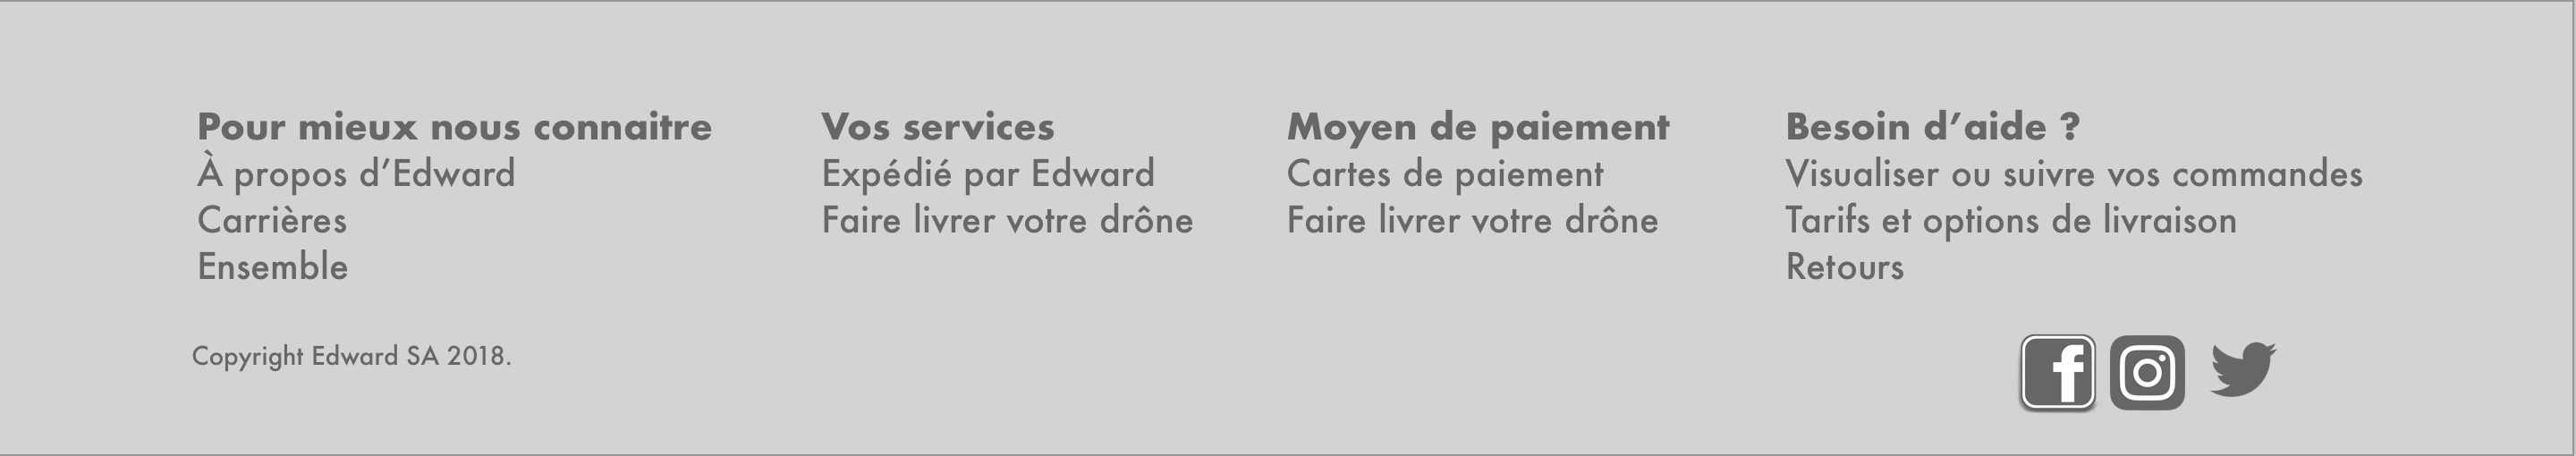 Pour mieux nous connaitre
À propos d’Edward
Carrières
Ensemble
Vos services
Expédié par Edward
Faire livrer votre drône
Moyen de paiement
Cartes de paiement
Faire livrer votre drône
Besoin d’aide ?
Visualiser ou suivre vos commandes
Tarifs et options de livraison
Retours
Copyright Edward SA 2018.